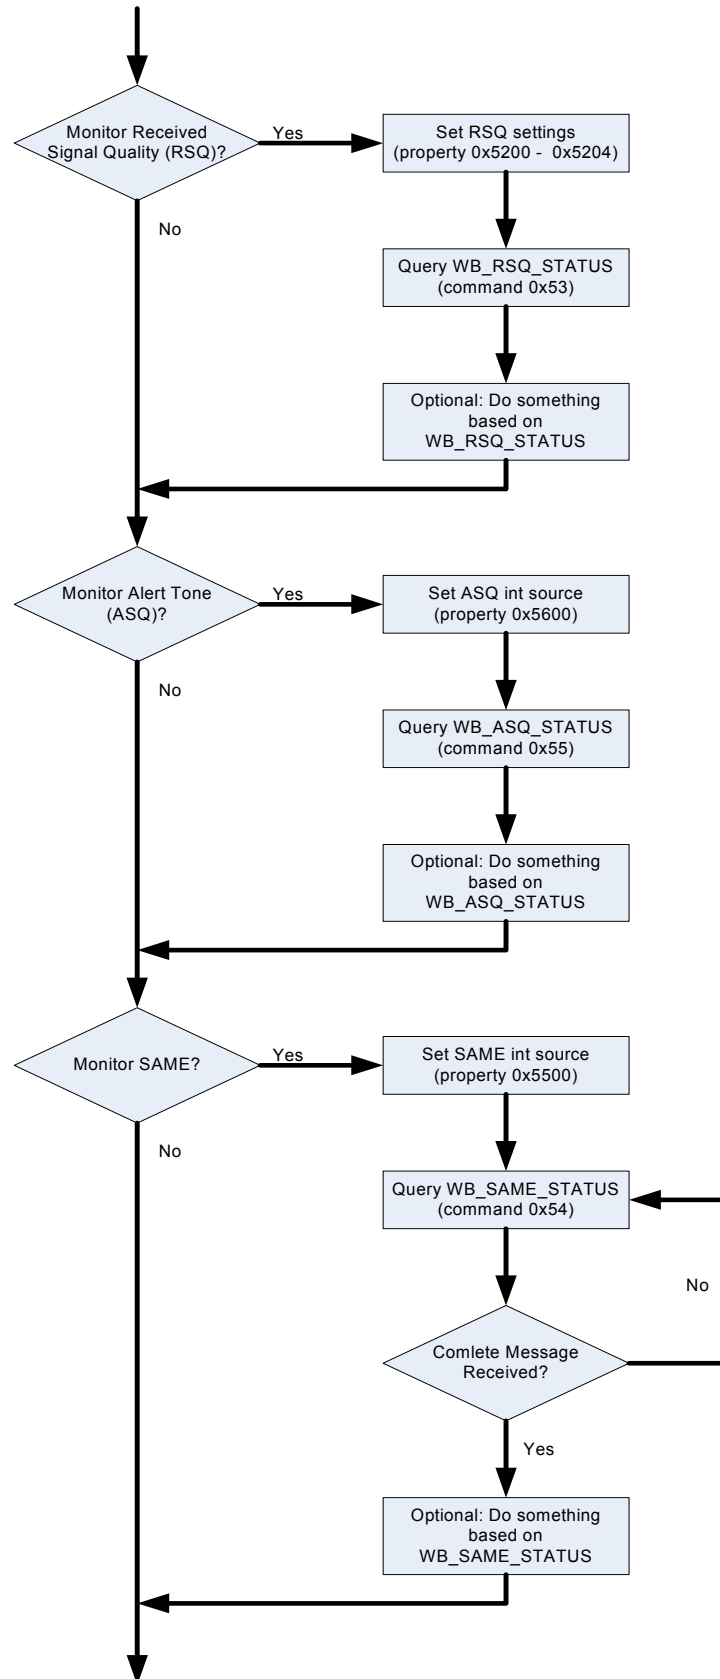 Monitor Received
Signal Quality (RSQ)?
Yes
Set RSQ settings
(property 0x5200 - 0x5204)
No
Query WB_RSQ_STATUS
(command 0x53)
Optional: Do something
based on
WB_RSQ_STATUS
Monitor Alert Tone
(ASQ)?
Yes
Set ASQ int source
(property 0x5600)
No
Query WB_ASQ_STATUS
(command 0x55)
Optional: Do something
based on
WB_ASQ_STATUS
Monitor SAME?
Yes
Set SAME int source
(property 0x5500)
No
Query WB_SAME_STATUS
(command 0x54)
No
Comlete Message
Received?
Yes
Optional: Do something
based on
WB_SAME_STATUS